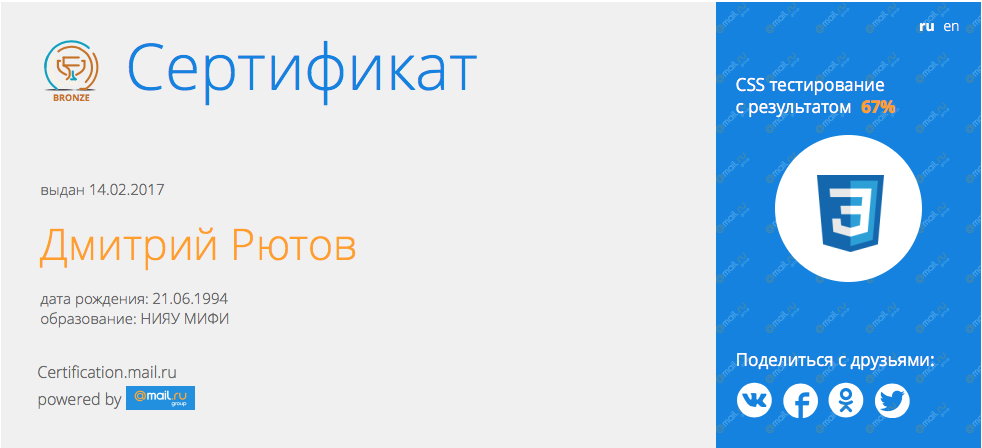 BRONZE
Сертификат
выдан 14.02.2017
Дмитрий Рютов
дата рождения: 21.06.1994
образование: НИЯУ МИФИ
Certification.mail.ru
powered by @mail.ru
group
ru en
CSS тестирование
с результатом 67%
Поделиться с друзьями: